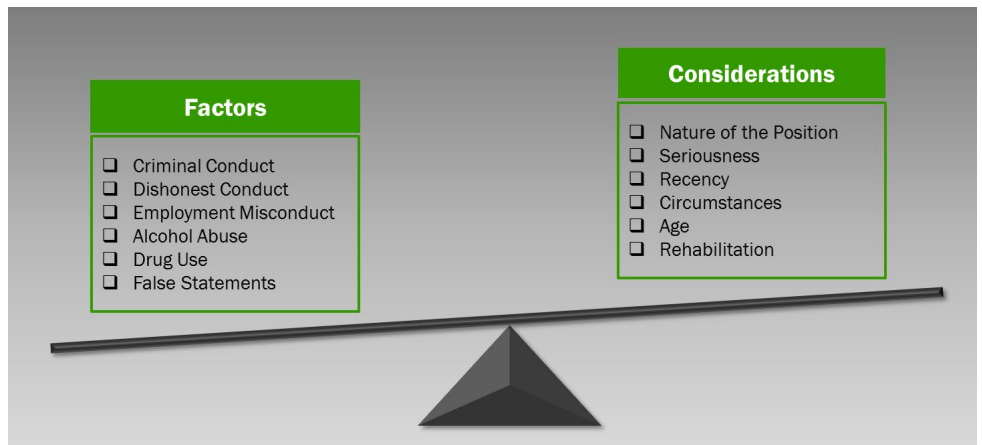 Factors
Criminal Conduct
Dishonest Conduct
Employment Misconduct
Alcohol Abuse
Drug Use
False Statements
Considerations
Nature of the Position
Seriousness
Recency
Circumstances
Age
Rehabilitation